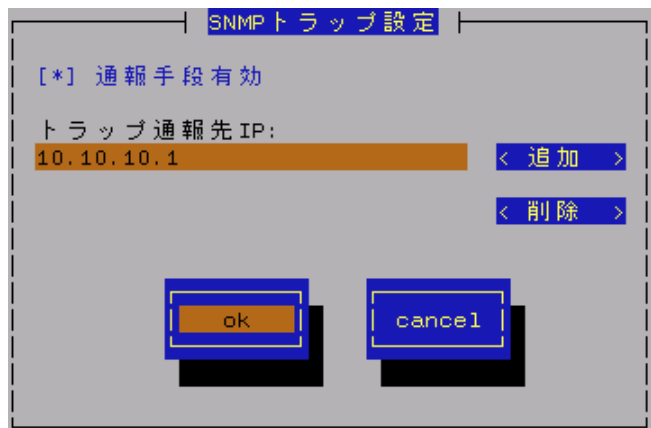 SNMPトラップ設定
[*] 通報手段有効
トラップ通報先IP:
10.10.10.1
< 追加 >
< 削除 >
ok
cancel